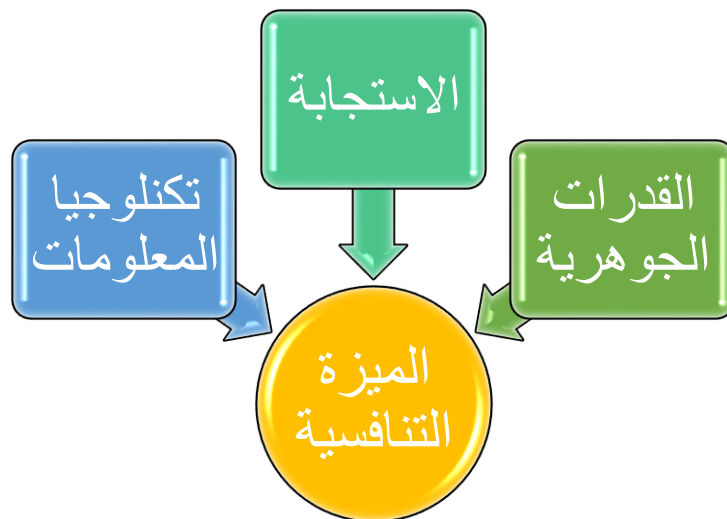 الاستجابة
القدرات
الجوهرية
تكنلوجيا
المعلومات
الميزة
التنافسية